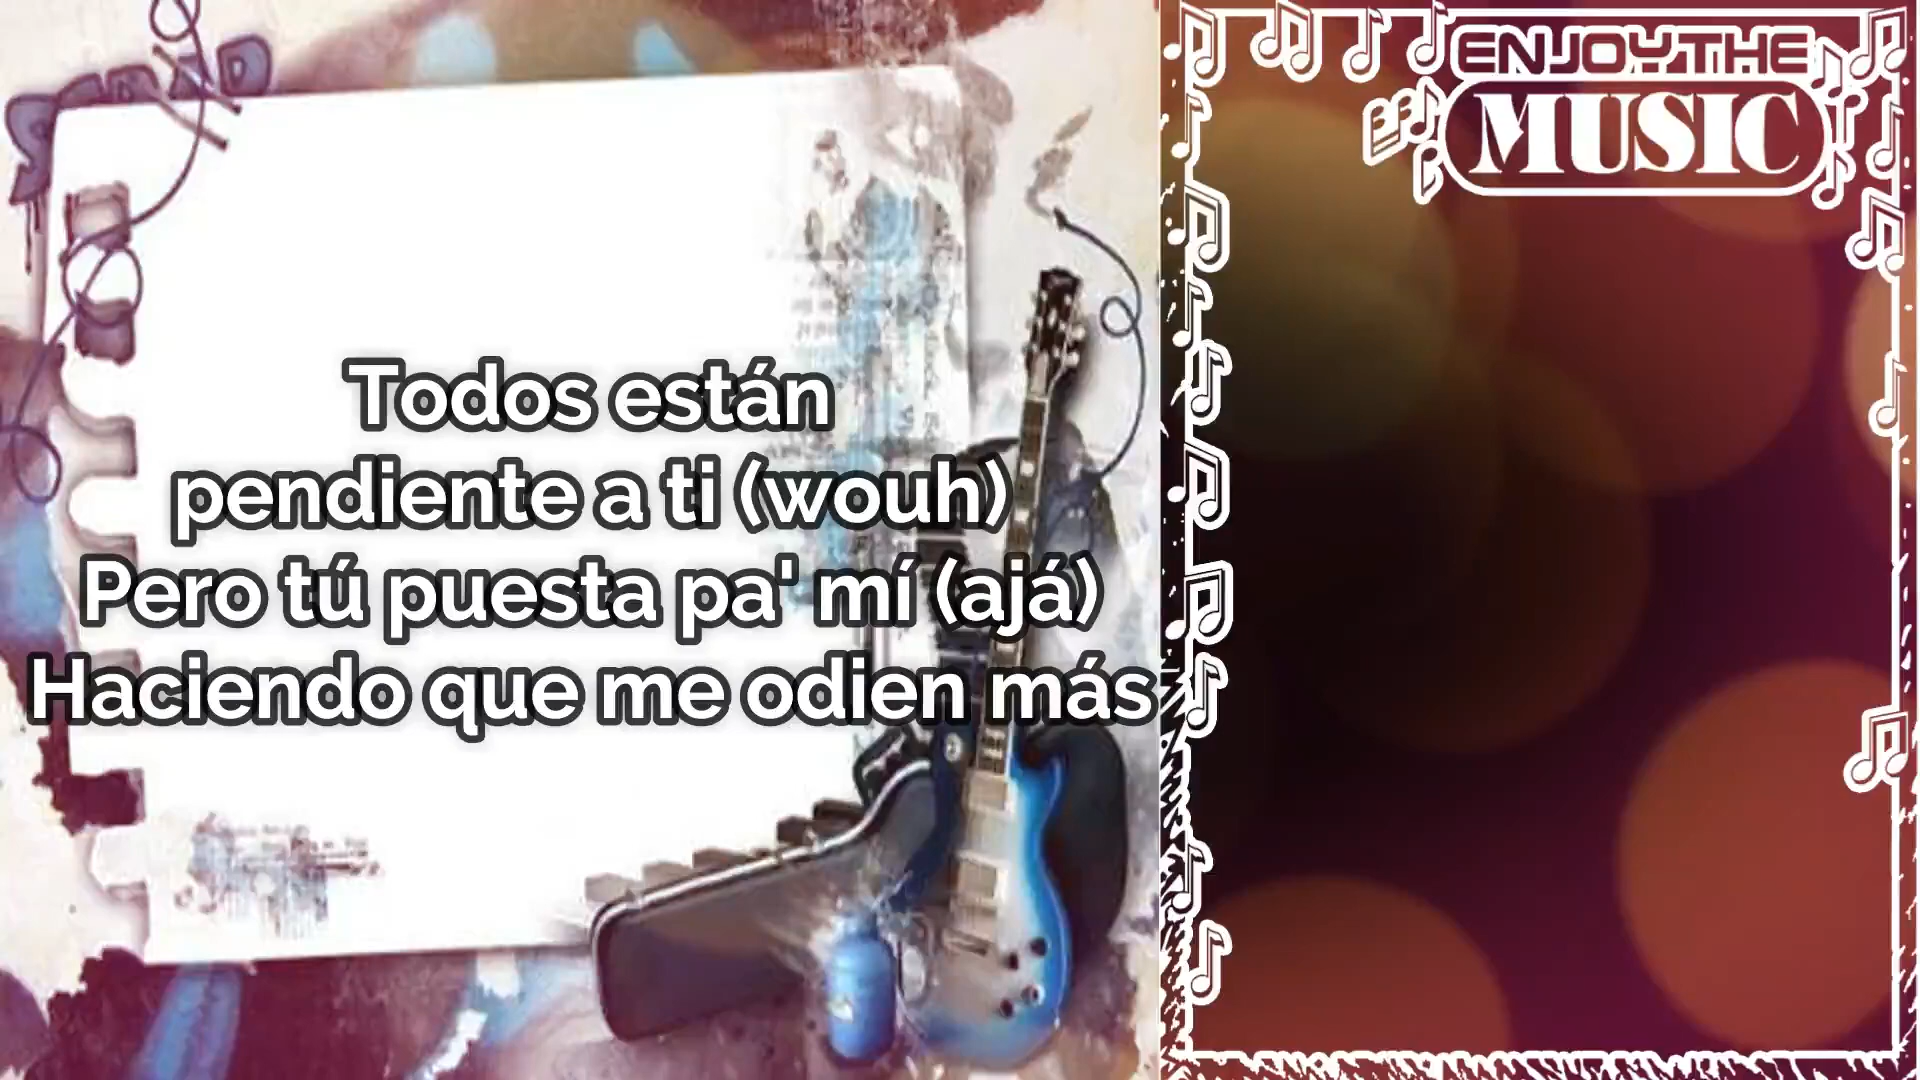 Todos están
pendiente a ti (wouh)
Pero tú puesta pa' mí (ajá)
Haciendo que me odien más
ENJOY THE
MUSIC